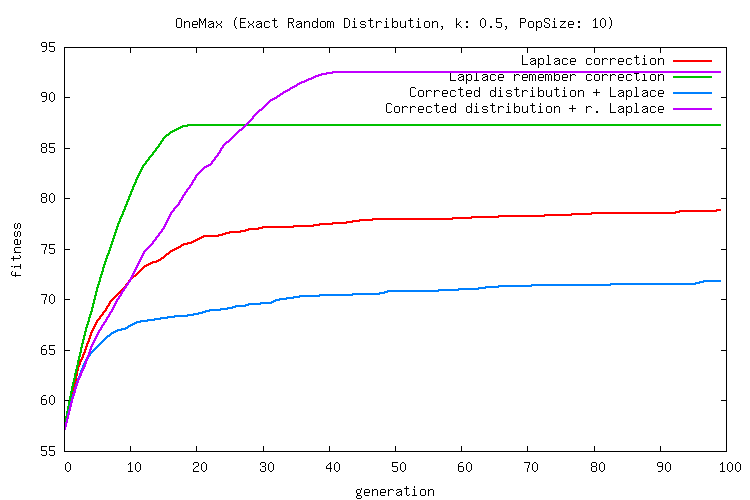 OneMax (Exact Random Distribution, k: 0.5, PopSize: 10)
95
Laplace correction
Laplace remember correction
Corrected distribution + Laplace
Corrected distribution + r. Laplace
90
85
80
75
70
65
60
55
fitness
0 10 20 30 40 50 60 70 80 90 100
generation